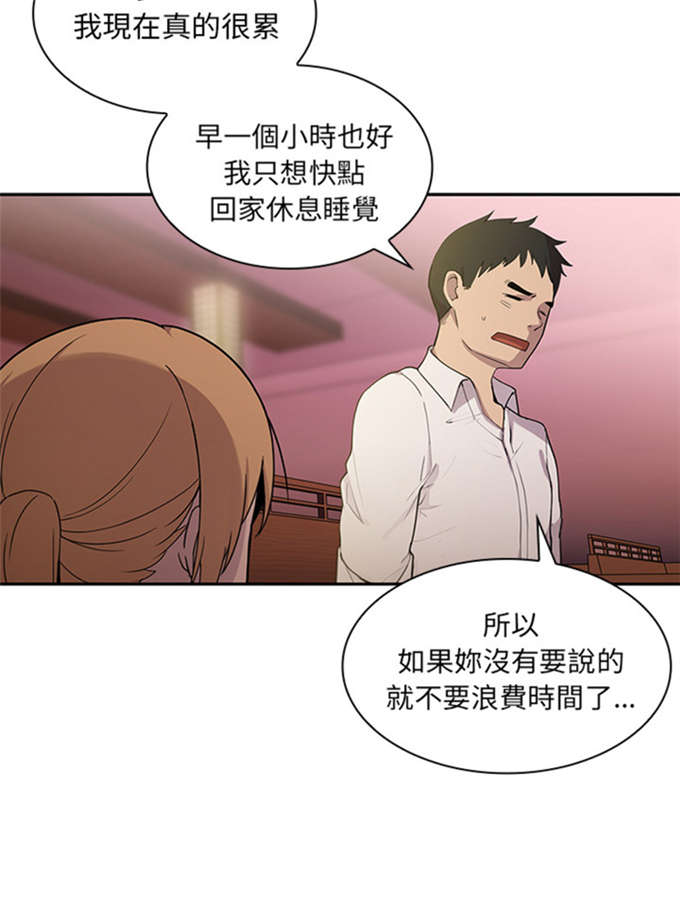 我現在真的很累
早一個小時也好
我只想快點
回家休息睡覺
所以
如果妳沒有要說的
就不要浪費時間了...